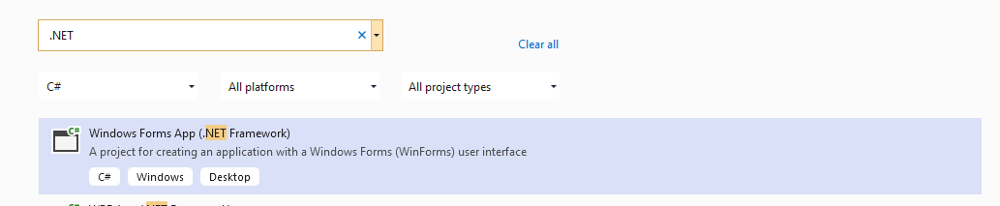 .NET
Clear all
C#
All platforms
All project types
C#
Windows Forms App (.NET Framework)
A project for creating an application with a Windows Forms (WinForms) user interface
C#
Windows
Desktop